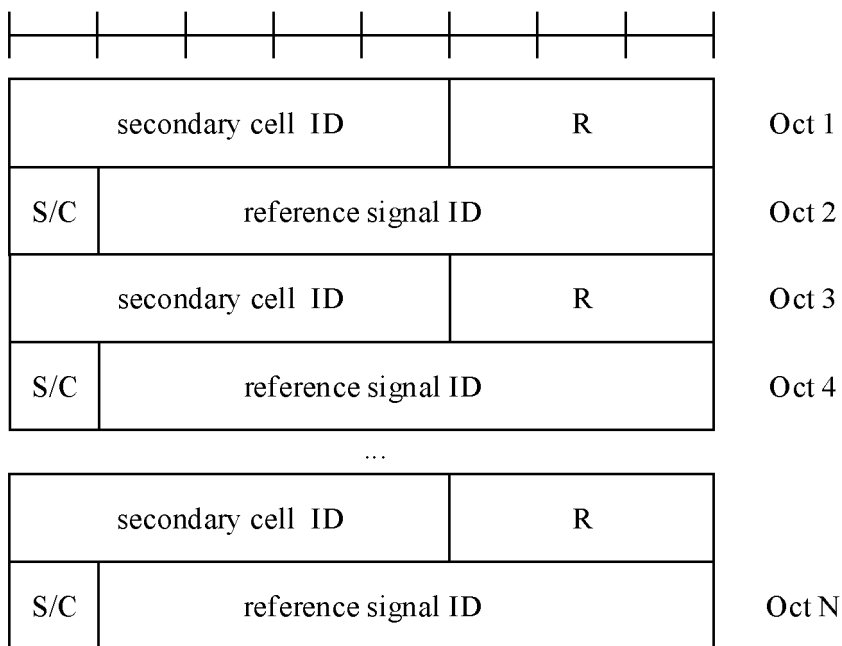 secondary cell ID R Oct 1
S/C reference signal ID Oct 2
secondary cell ID R Oct 3
S/C reference signal ID Oct 4
...
secondary cell ID R
S/C reference signal ID Oct N